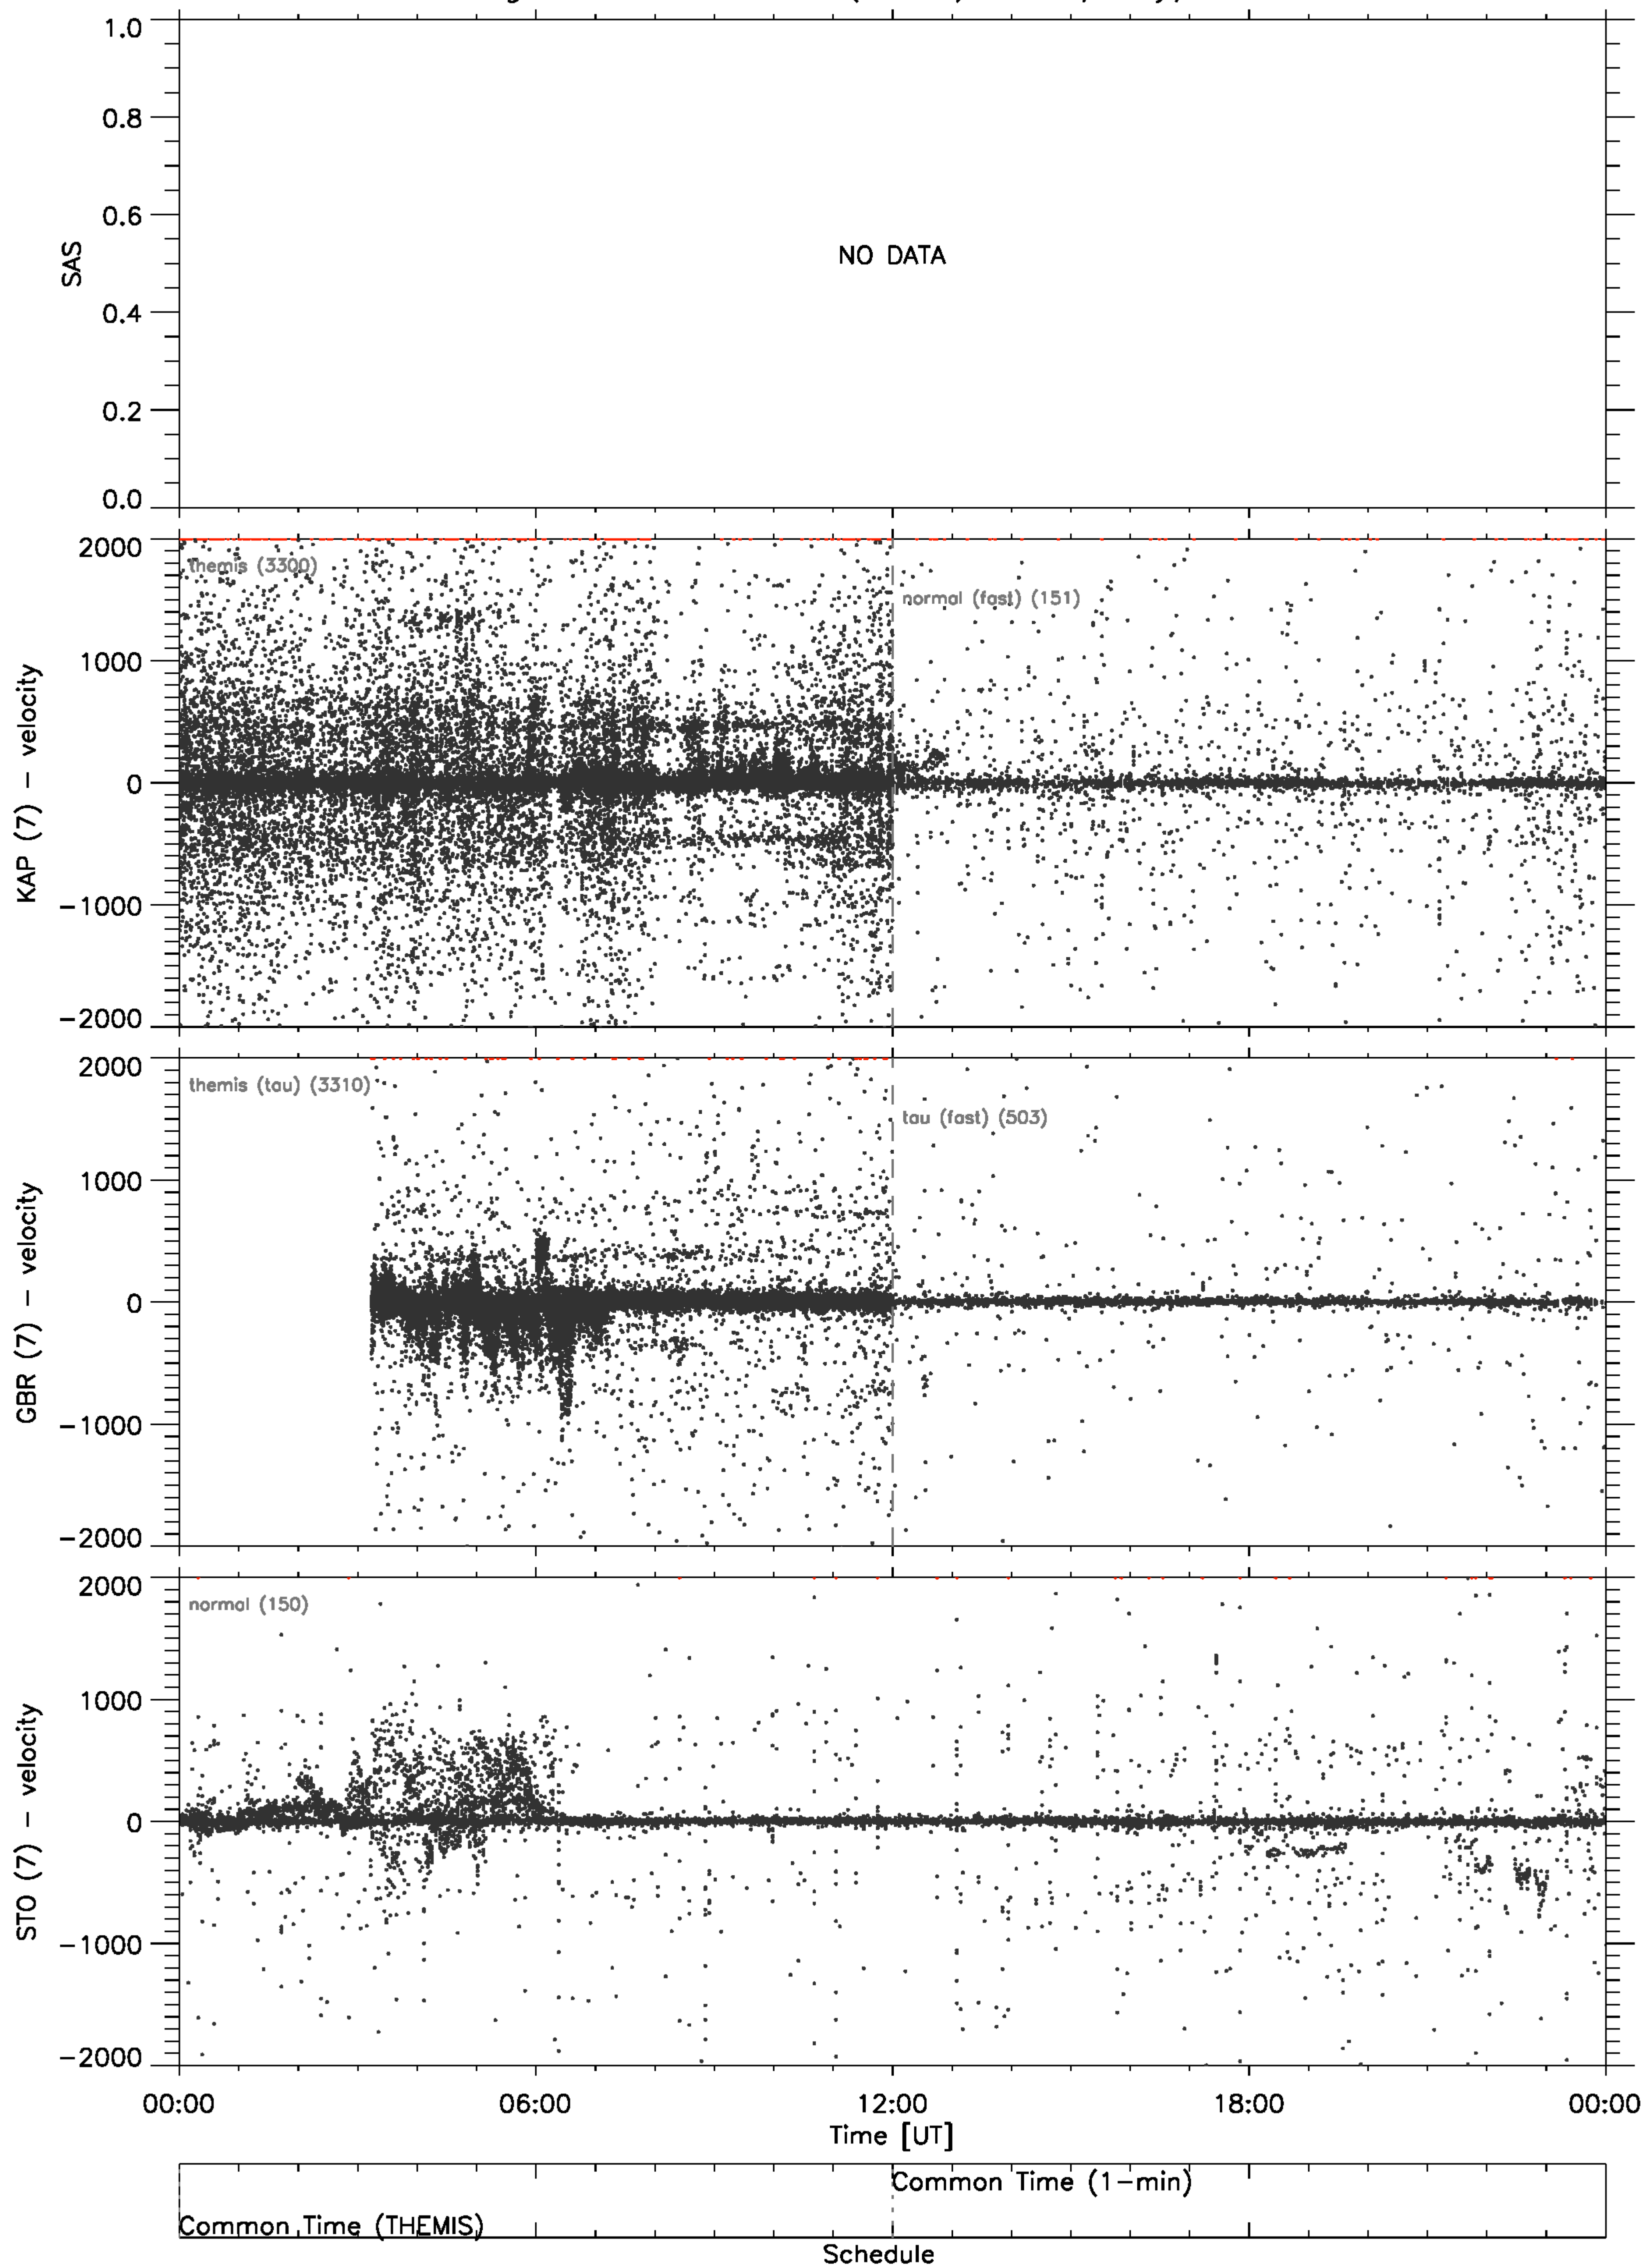 1.0
0.8
0.6
0.4
0.2
0.0
SAS
NO DATA
2000
1000
0
−1000
−2000
KAP (7) − velocity
themis (3300)
normal (fast) (151)
2000
1000
0
−1000
−2000
GBR (7) − velocity
themis (tau) (3310)
tau (fast) (503)
2000
1000
0
−1000
−2000
STO (7) − velocity
normal (150)
00:00 06:00 12:00 18:00 00:00
Time [UT]
Common Time (1−min)
Common Time (THEMIS)
Schedule